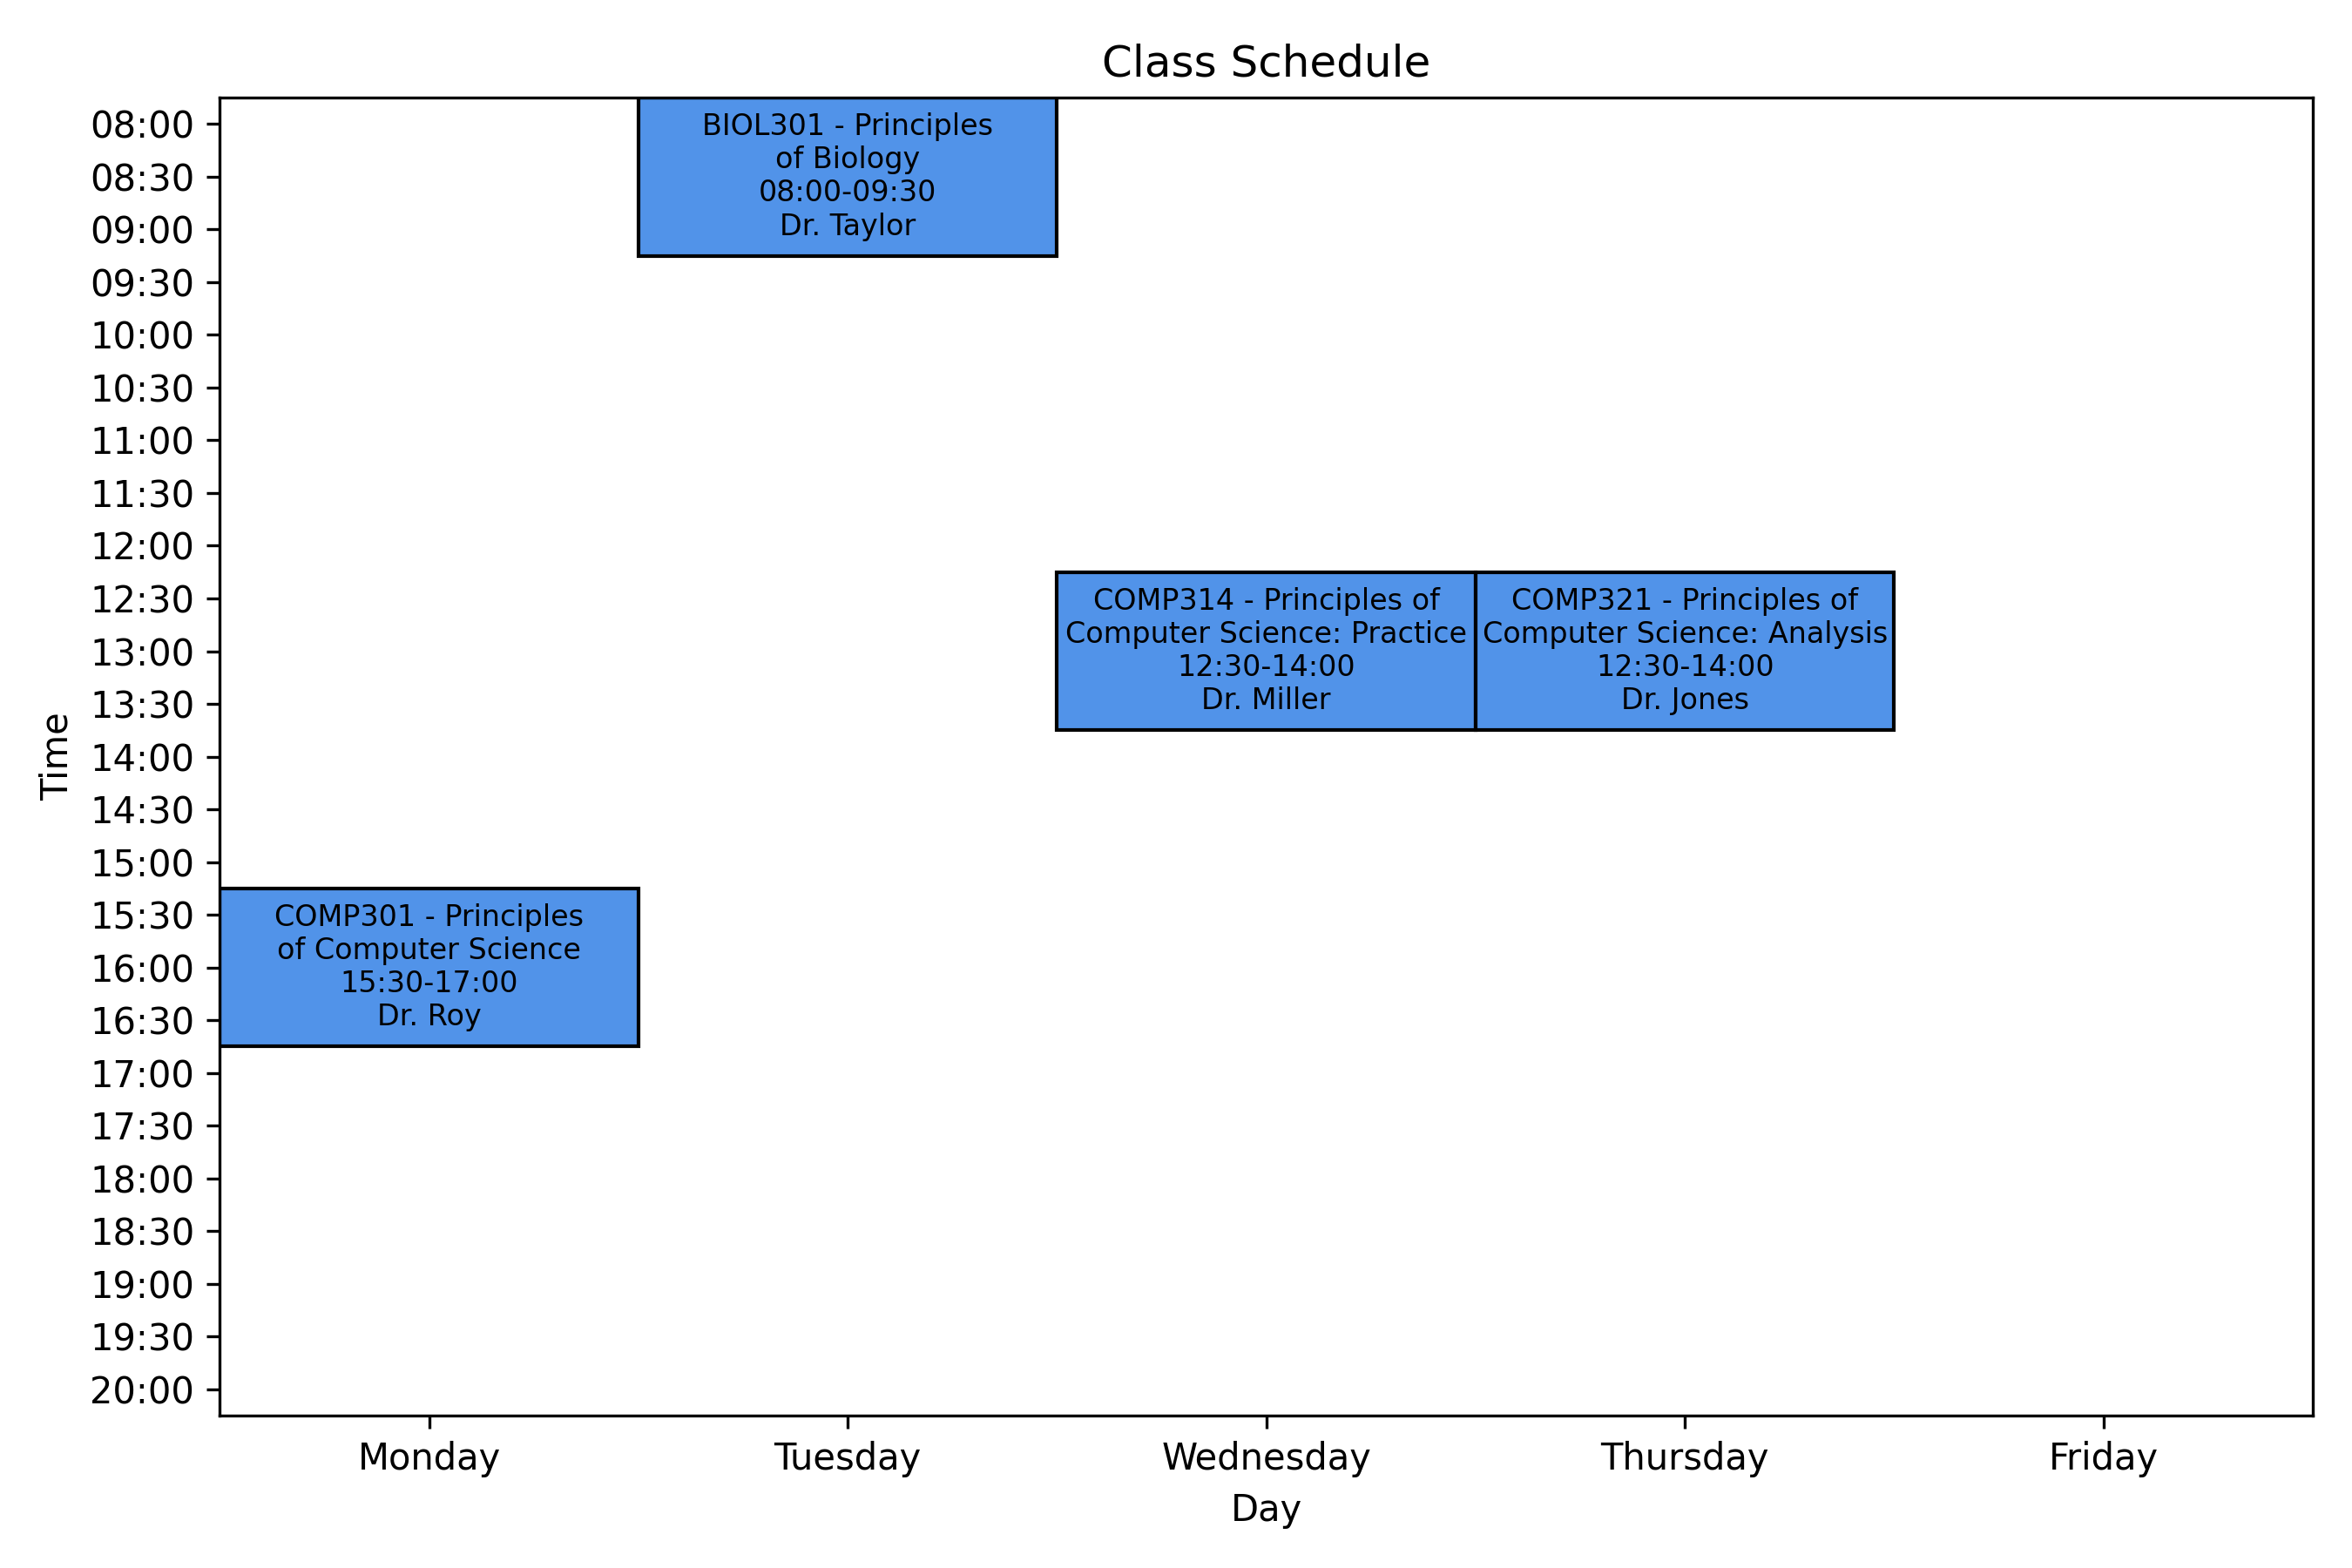 Class Schedule
Time
08:00
08:30
09:00
09:30
10:00
10:30
11:00
11:30
12:00
12:30
13:00
13:30
14:00
14:30
15:00
15:30
16:00
16:30
17:00
17:30
18:00
18:30
19:00
19:30
20:00
COMP301 - Principles
of Computer Science
15:30-17:00
Dr. Roy
BIOL301 - Principles
of Biology
08:00-09:30
Dr. Taylor
COMP314 - Principles of
Computer Science: Practice
12:30-14:00
Dr. Miller
COMP321 - Principles of
Computer Science: Analysis
12:30-14:00
Dr. Jones
Monday
Tuesday
Wednesday
Thursday
Friday
Day